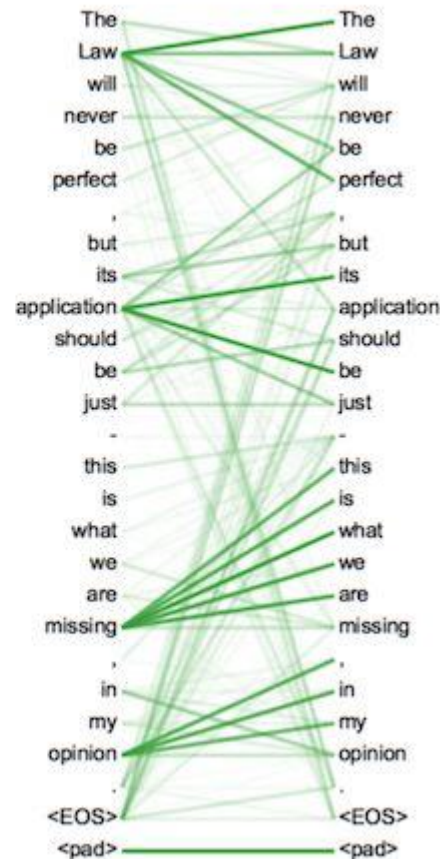 The The
Law Law
will will
never never
be be
perfect perfect
, ,
but but
its its
application application
should should
be be
just just
- -
this this
is is
what what
we we
are are
missing missing
, ,
in in
my my
opinion opinion
. .
<EOS> <EOS>
<pad> <pad>